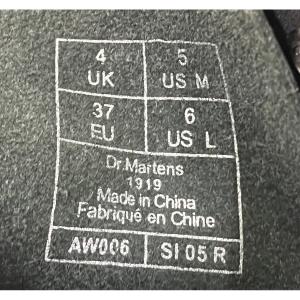 4 UK
5 US M
37 EU
6 US L
Dr.Martens
1919
Made in China
Fabriqué en Chine
AW006
SI 05 R